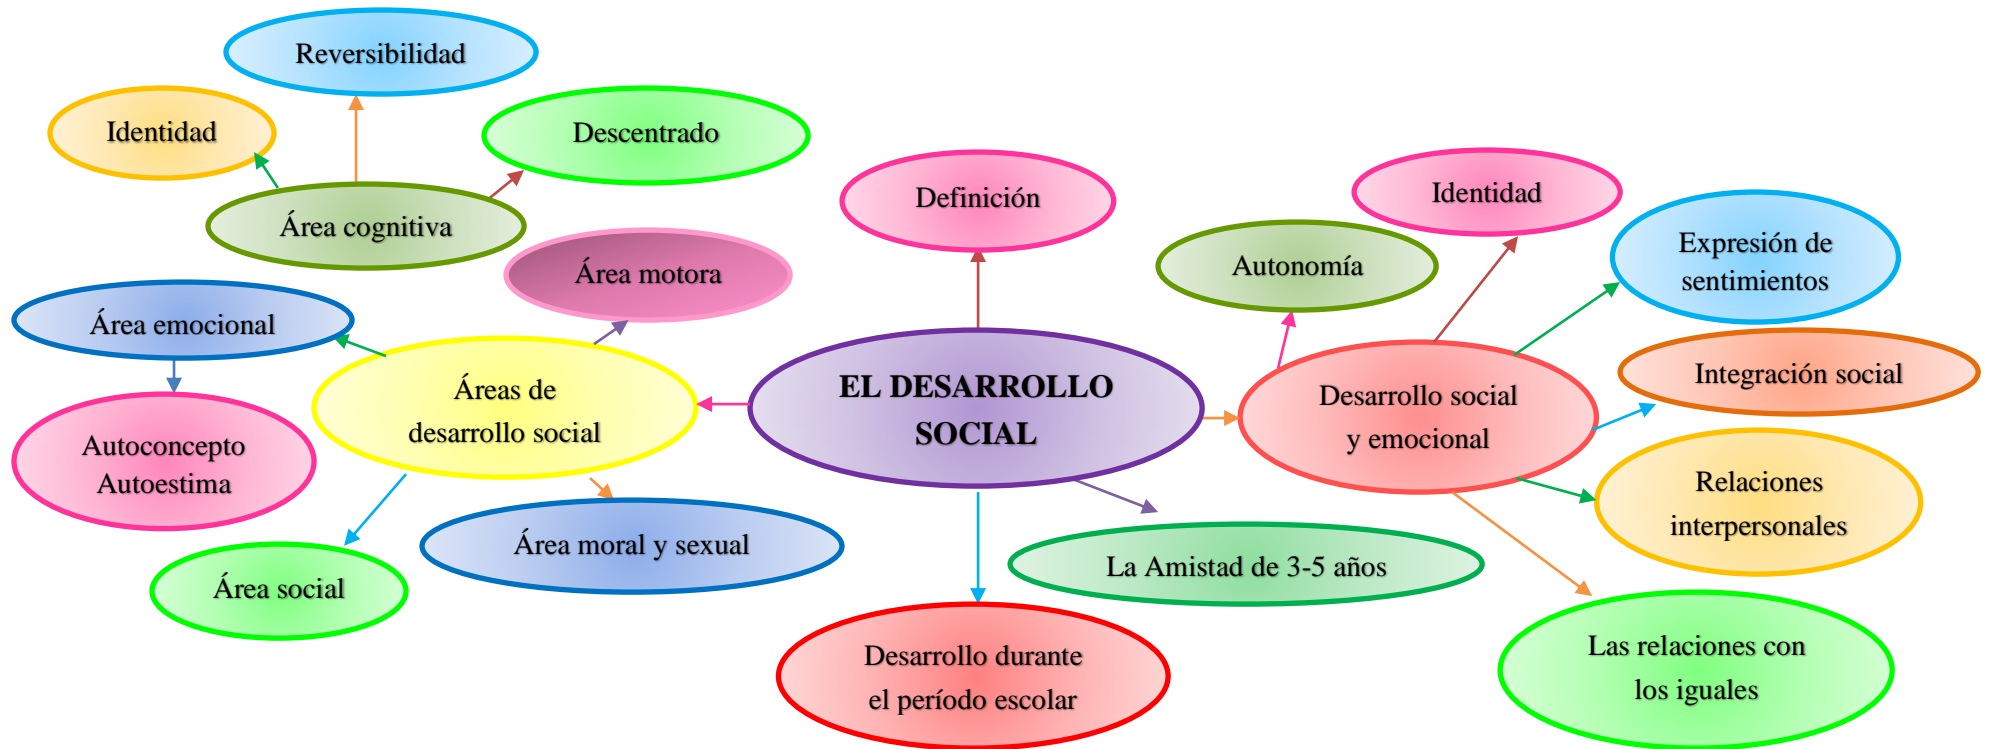 Reversibilidad
Identidad
Descentrado
Área cognitiva
Área motora
Área emocional
Áreas de
desarrollo social
Autoconcepto
Autoestima
Área social
Área moral y sexual
Definición
EL DESARROLLO
SOCIAL
La Amistad de 3-5 años
Desarrollo durante
el período escolar
Identidad
Autonomía
Expresión de
sentimientos
Desarrollo social
y emocional
Integración social
Relaciones
interpersonales
Las relaciones con
los iguales